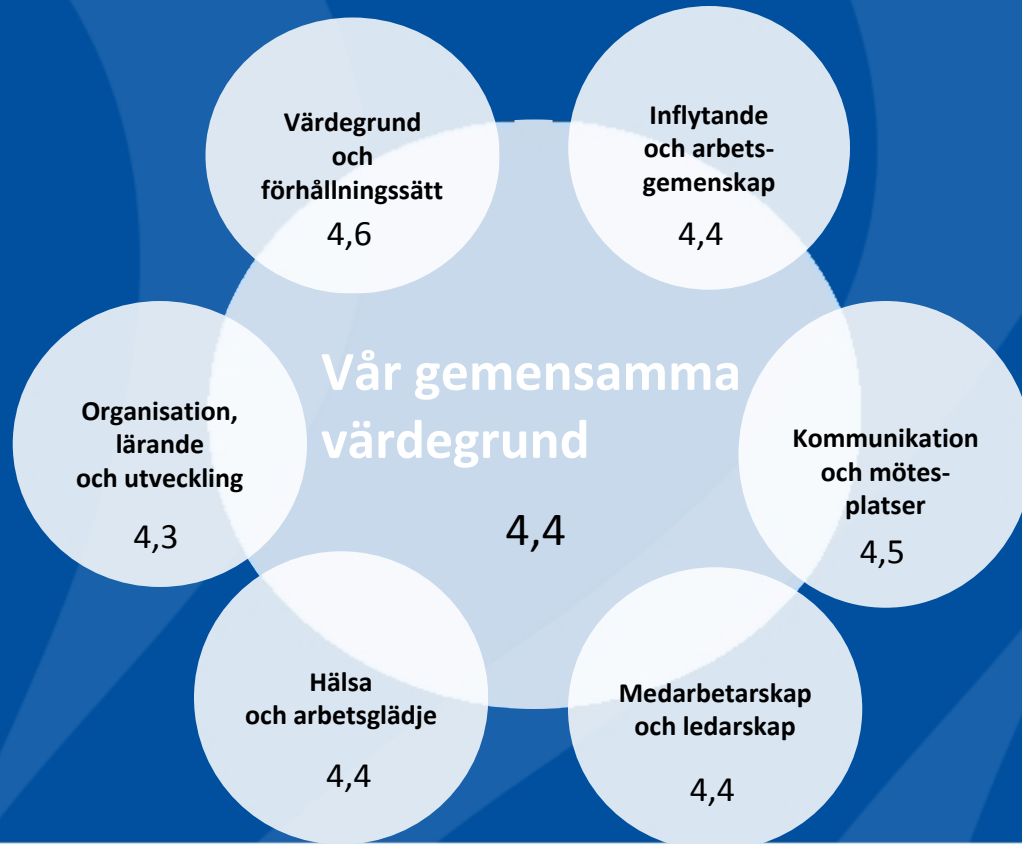 Värdegrund
och
förhållningssätt
4,6
Inflytande
och arbets-
gemenskap
4,4
Vår gemensamma
värdegrund
4,4
Organisation,
lärande
och utveckling
4,3
Kommunikation
och mötes-
platser
4,5
Hälsa
och arbetsglädje
4,4
Medarbetarskap
och ledarskap
4,4